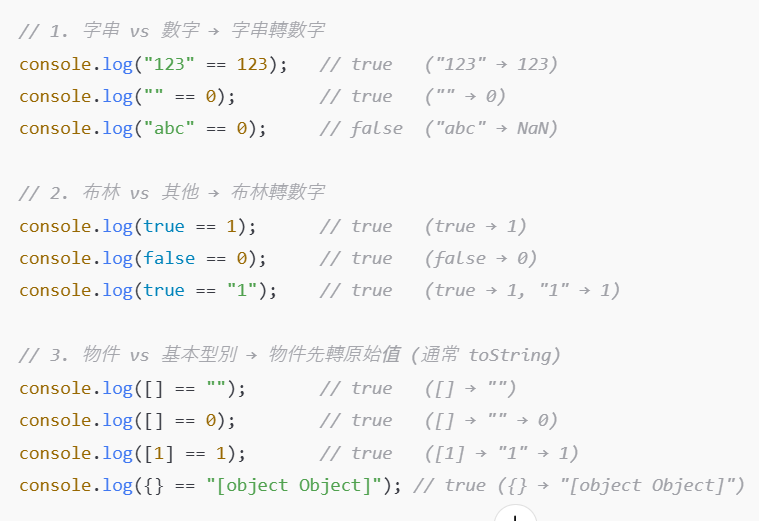 // 1. 字串 vs 數字 → 字串轉數字
console.log("123" == 123);   // true   ("123" → 123)
console.log("" == 0);        // true   ("" → 0)
console.log("abc" == 0);     // false  ("abc" → NaN)
// 2. 布林 vs 其他 → 布林轉數字
console.log(true == 1);      // true   (true → 1)
console.log(false == 0);     // true   (false → 0)
console.log(true == "1");    // true   (true → 1, "1" → 1)
// 3. 物件 vs 基本型別 → 物件先轉原始值 (通常 toString)
console.log([] == "");       // true   ([] → "")
console.log([] == 0);        // true   ([] → "" → 0)
console.log([1] == 1);       // true   ([1] → "1" → 1)
console.log({} == "[object Object]"); // true ({} → "[object Object]")